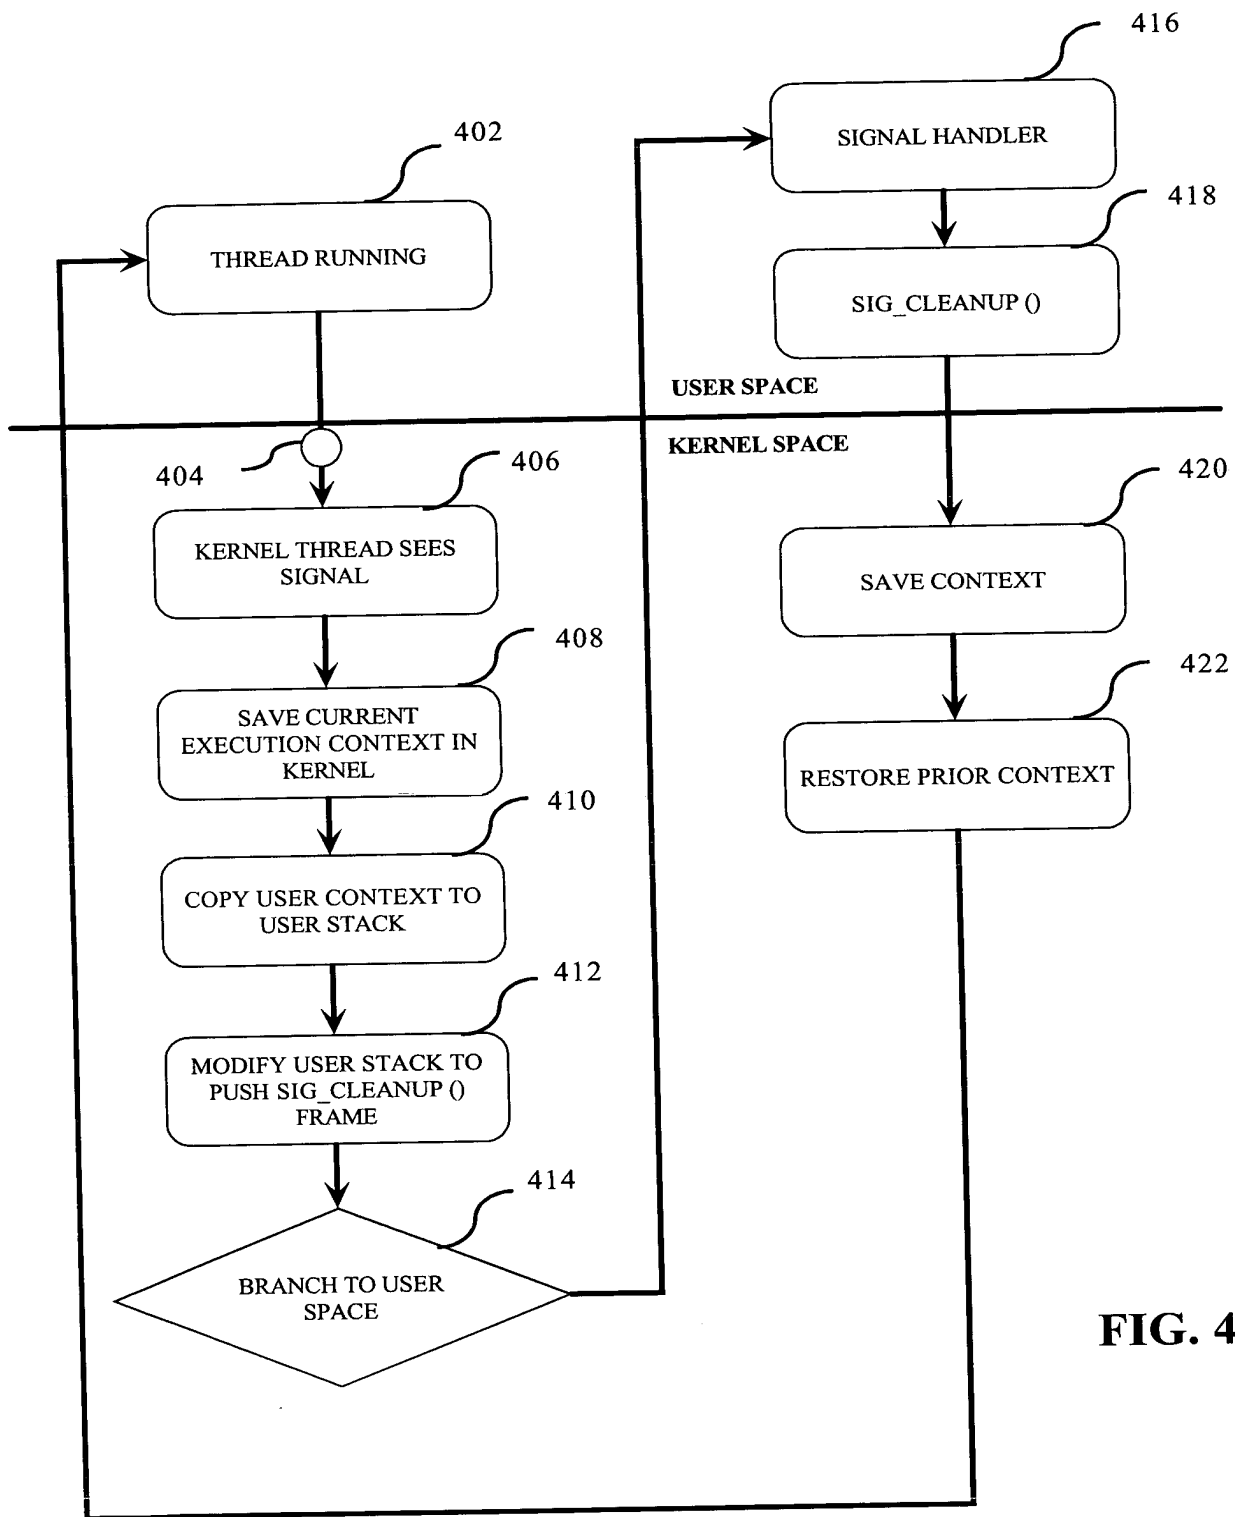 416
SIGNAL HANDLER
402
THREAD RUNNING
418
SIG_CLEANUP ()
USER SPACE
KERNEL SPACE
404
406
KERNEL THREAD SEES
SIGNAL
420
SAVE CONTEXT
408
SAVE CURRENT
EXECUTION CONTEXT IN
KERNEL
422
RESTORE PRIOR CONTEXT
410
COPY USER CONTEXT TO
USER STACK
412
MODIFY USER STACK TO
PUSH SIG_CLEANUP ()
FRAME
414
BRANCH TO USER
SPACE
FIG. 4